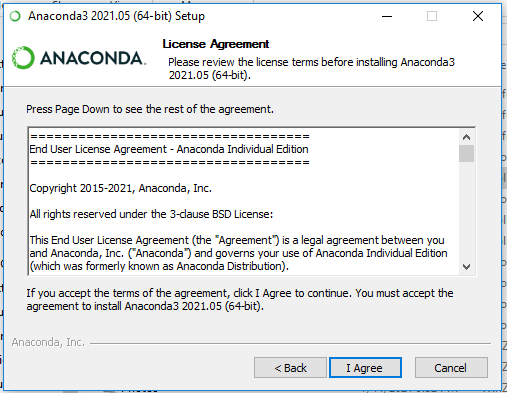 Anaconda3 2021.05 (64-bit) Setup
License Agreement
Please review the license terms before installing Anaconda3
2021.05 (64-bit).
ANACONDA.
Press Page Down to see the rest of the agreement.
====================================
End User License Agreement - Anaconda Individual Edition
====================================
Copyright 2015-2021, Anaconda, Inc.
All rights reserved under the 3-clause BSD License:
This End User License Agreement (the "Agreement") is a legal agreement between you
and Anaconda, Inc. ("Anaconda") and governs your use of Anaconda Individual Edition
(which was formerly known as Anaconda Distribution).
If you accept the terms of the agreement, click I Agree to continue. You must accept the
agreement to install Anaconda3 2021.05 (64-bit).
Anaconda, Inc.
< Back
I Agree
Cancel